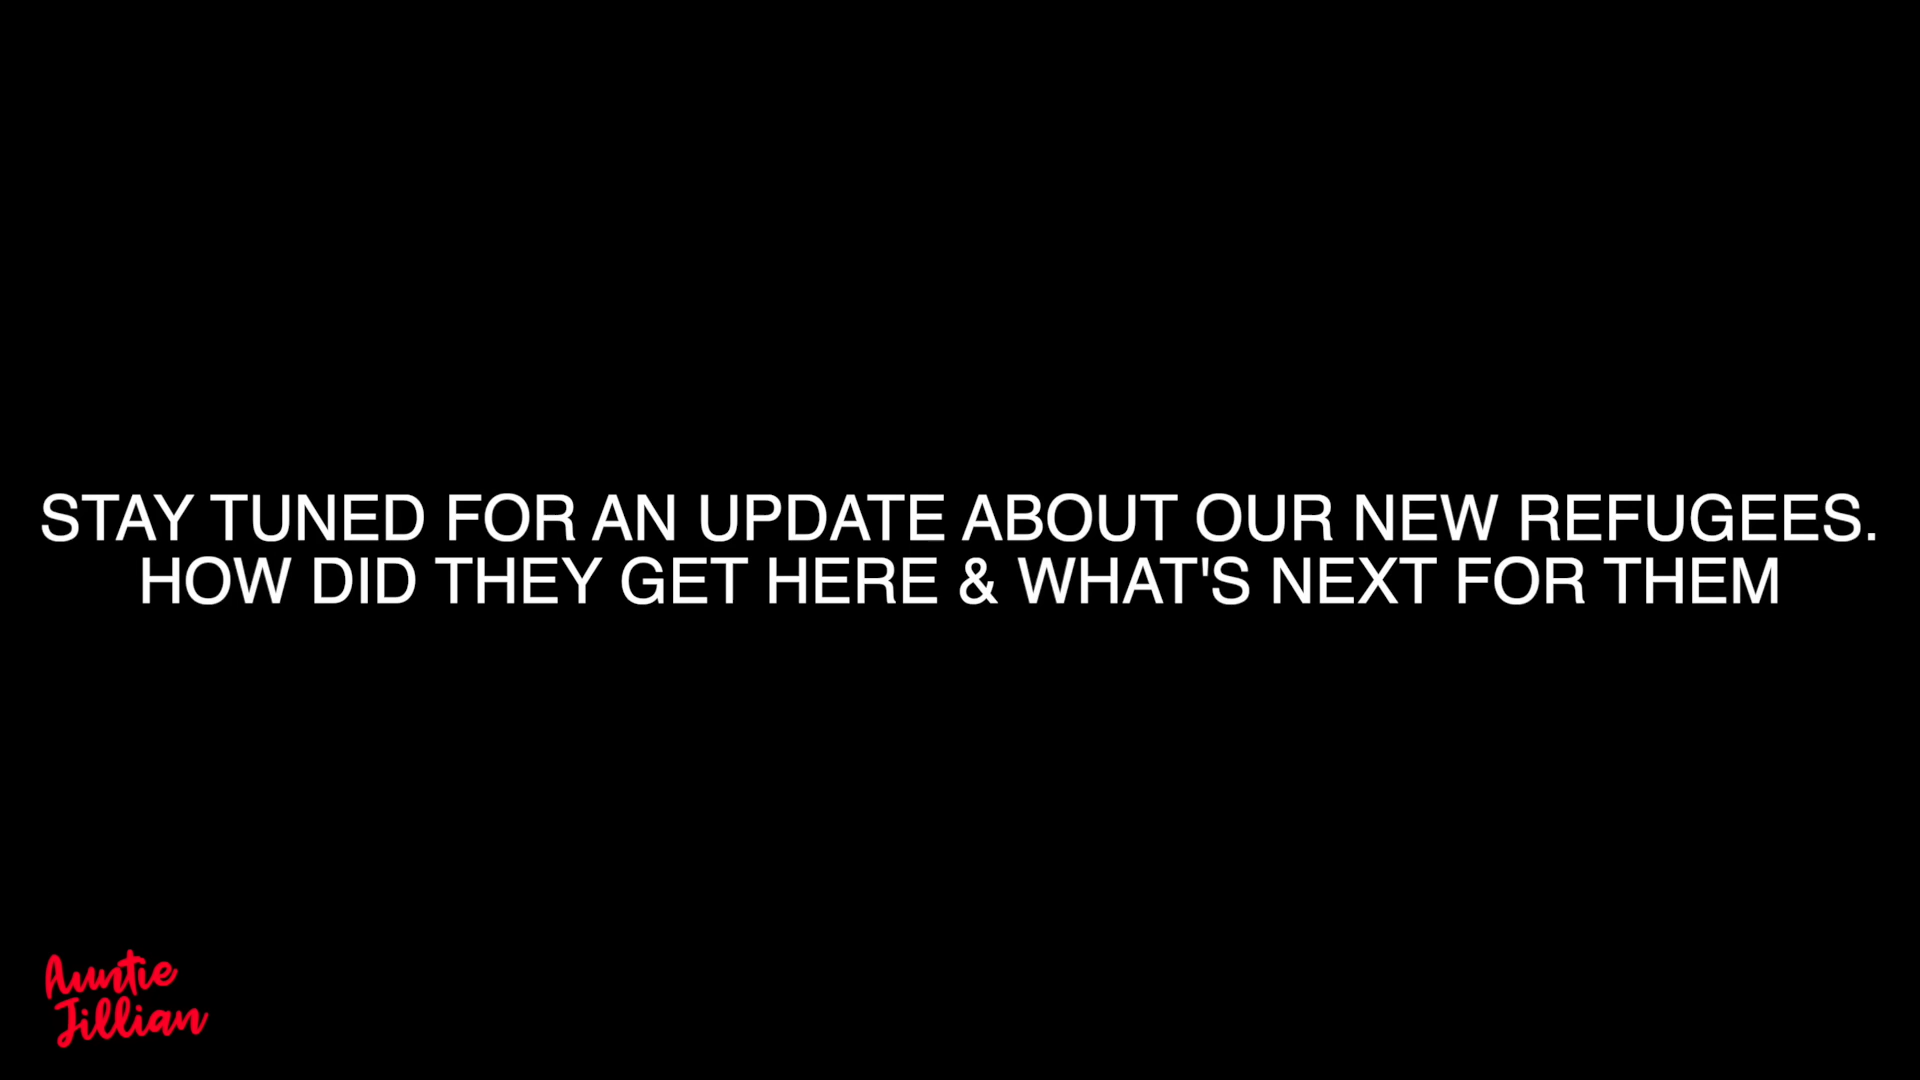 STAY TUNED FOR AN UPDATE ABOUT OUR NEW REFUGEES.
HOW DID THEY GET HERE & WHAT'S NEXT FOR THEM
Auntie
Jillian